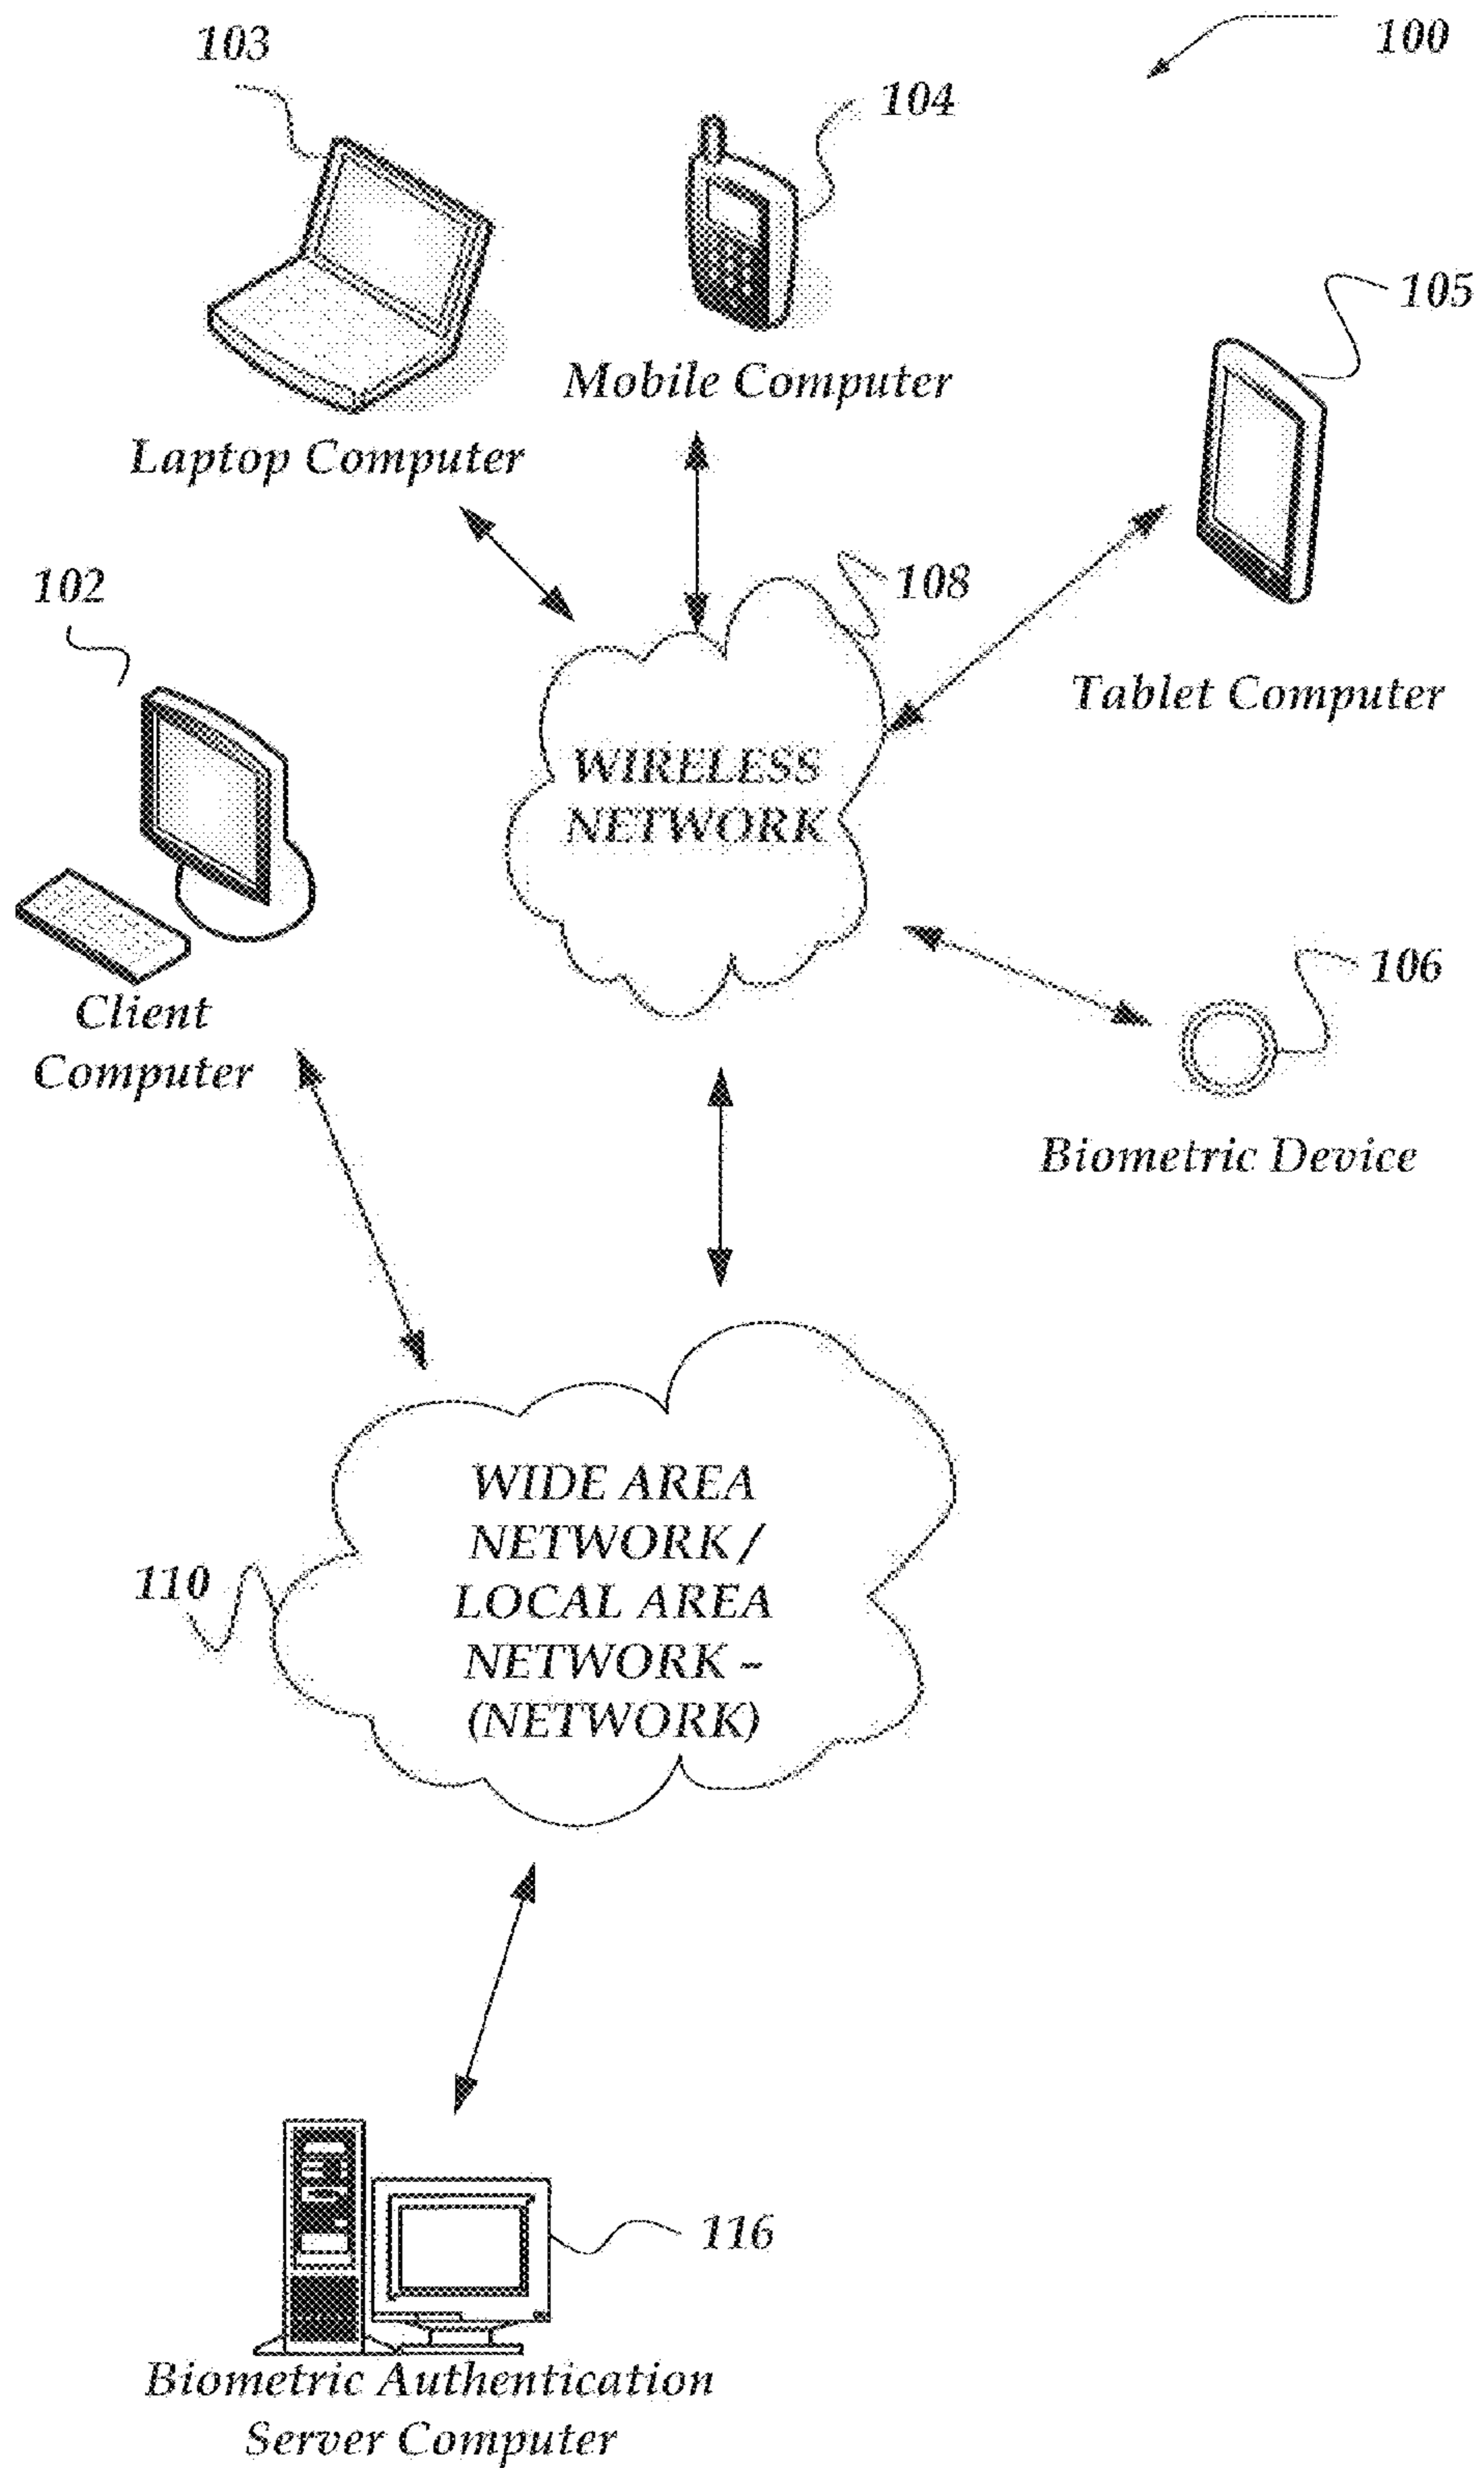 103
100
104
105
Mobile Computer
Laptop Computer
102
108
Tablet Computer
WIRELESS
NETWORK
106
Client
Computer
Biometric Device
WIDE AREA
NETWORK /
LOCAL AREA
NETWORK –
(NETWORK)
110
116
Biometric Authentication
Server Computer